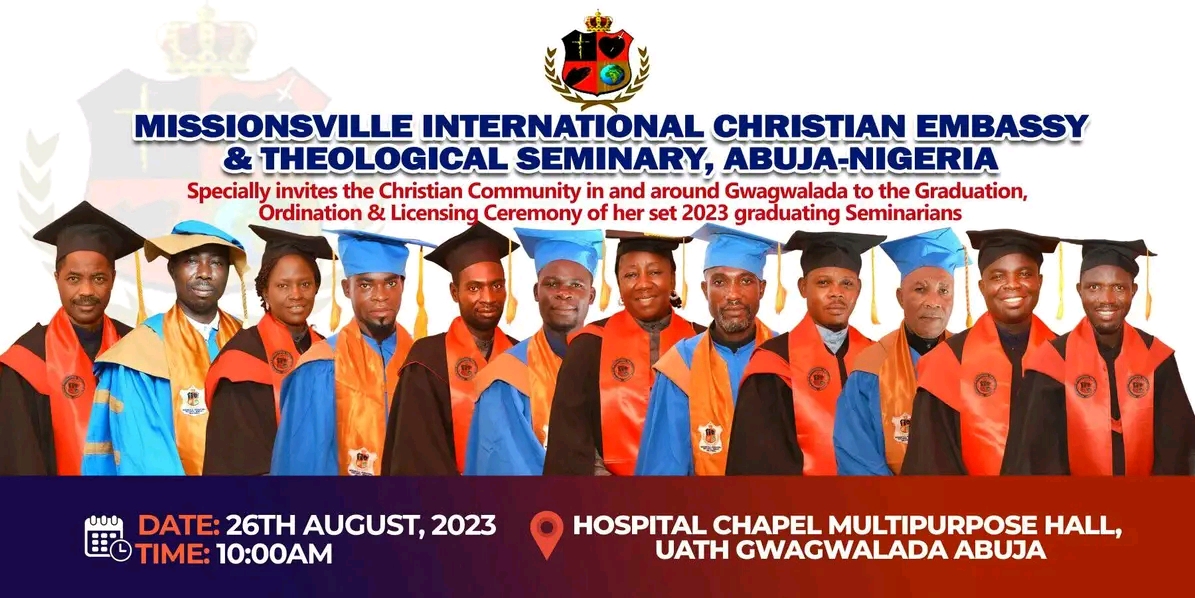 MISSIONSVILLE INTERNATIONAL CHRISTIAN EMBASSY
& THEOLOGICAL SEMINARY, ABUJA-NIGERIA
Specially invites the Christian Community in and around Gwagwalada to the Graduation,
Ordination & Licensing Ceremony of her set 2023 graduating Seminarians
DATE: 26TH AUGUST, 2023
TIME: 10:00AM
HOSPITAL CHAPEL MULTIPURPOSE HALL,
UATH GWAGWALADA ABUJA